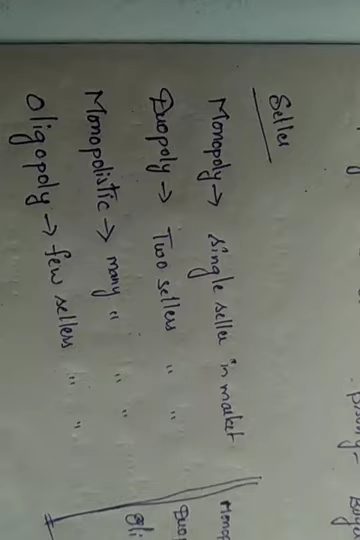 Seller
Monopoly → single seller in market
Duopoly → Two sellers " "
Monopolistic → many " " "
Oligopoly → few sellers " "